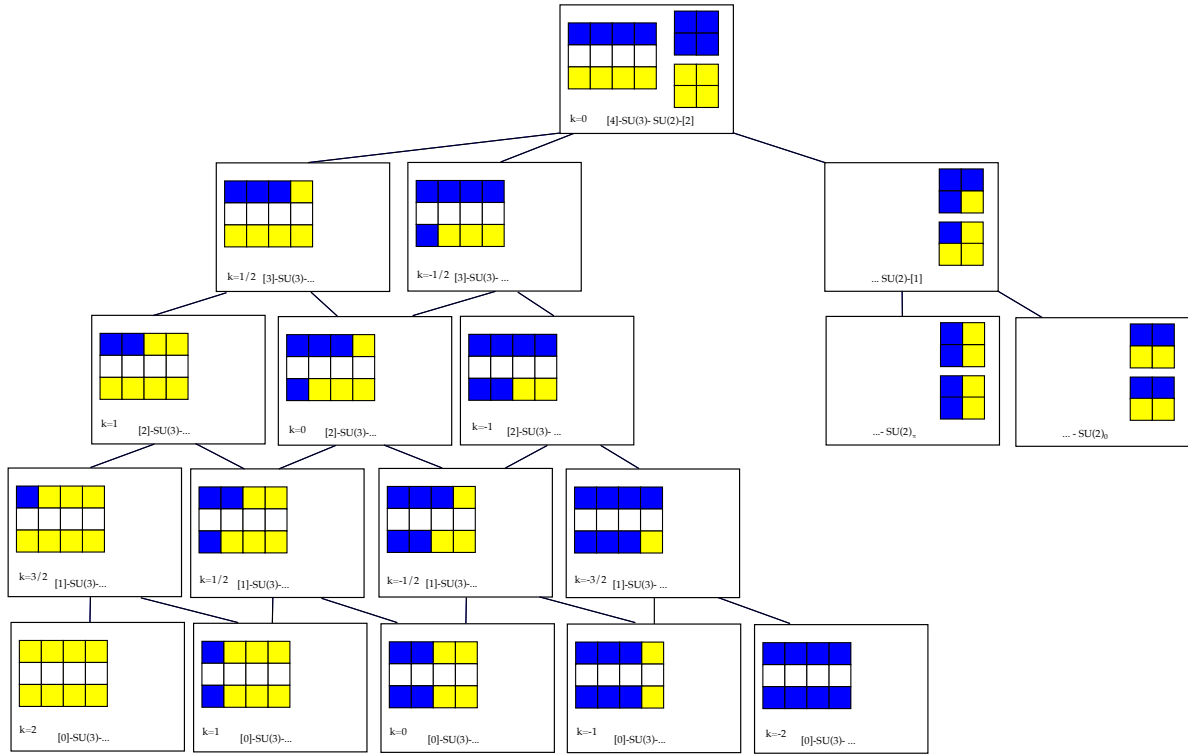 k=0 [4]-SU(3)- SU(2)-[2]
k=1/2 [3]-SU(3)-...
k=-1/2 [3]-SU(3)- ...
... SU(2)-[1]
k=1 [2]-SU(3)-...
k=0 [2]-SU(3)-...
k=-1 [2]-SU(3)- ...
...- SU(2)π
... - SU(2)0
k=3/2 [1]-SU(3)-...
k=1/2 [1]-SU(3)-...
k=-1/2 [1]-SU(3)-...
k=-3/2 [1]-SU(3)- ...
k=2 [0]-SU(3)-...
k=1 [0]-SU(3)-...
k=0 [0]-SU(3)-...
k=-1 [0]-SU(3)-...
k=-2 [0]-SU(3)- ...